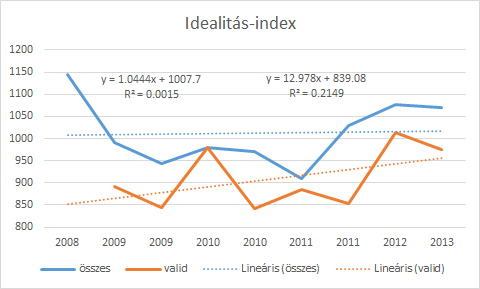 Idealitás-index
1200
1150
1100
1050
1000
950
900
850
800
y = 1.0444x + 1007.7
R² = 0.0015
y = 12.978x + 839.08
R² = 0.2149
2008 2009 2009 2010 2010 2011 2011 2012 2013
összes valid Lineáris (összes) Lineáris (valid)